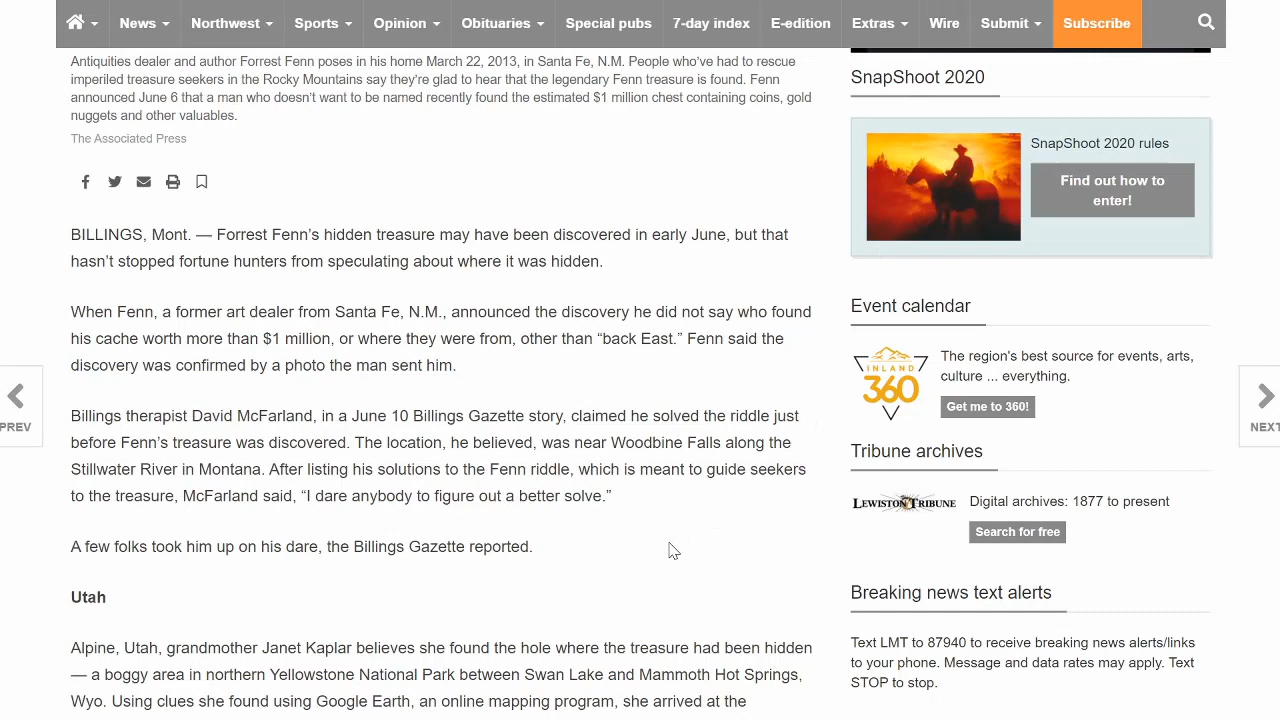 News
Northwest
Sports
Opinion
Obituaries
Special pubs
7-day index
E-edition
Extras
Wire
Submit
Subscribe
Antiquities dealer and author Forrest Fenn poses in his home March 22, 2013, in Santa Fe, N.M. People who've had to rescue
imperiled treasure seekers in the Rocky Mountains say they're glad to hear that the legendary Fenn treasure is found. Fenn
announced June 6 that a man who doesn't want to be named recently found the estimated $1 million chest containing coins, gold
nuggets and other valuables.
The Associated Press
BILLINGS, Mont. — Forrest Fenn's hidden treasure may have been discovered in early June, but that
hasn't stopped fortune hunters from speculating about where it was hidden.
When Fenn, a former art dealer from Santa Fe, N.M., announced the discovery he did not say who found
his cache worth more than $1 million, or where they were from, other than “back East.” Fenn said the
discovery was confirmed by a photo the man sent him.
Billings therapist David McFarland, in a June 10 Billings Gazette story, claimed he solved the riddle just
before Fenn's treasure was discovered. The location, he believed, was near Woodbine Falls along the
Stillwater River in Montana. After listing his solutions to the Fenn riddle, which is meant to guide seekers
to the treasure, McFarland said, “I dare anybody to figure out a better solve.”
A few folks took him up on his dare, the Billings Gazette reported.
Utah
Alpine, Utah, grandmother Janet Kaplar believes she found the hole where the treasure had been hidden
— a boggy area in northern Yellowstone National Park between Swan Lake and Mammoth Hot Springs,
Wyo. Using clues she found using Google Earth, an online mapping program, she arrived at the
PREV
NEXT
SnapShoot 2020
SnapShoot 2020 rules
Find out how to
enter!
Event calendar
INLAND
360
The region's best source for events, arts,
culture ... everything.
Get me to 360!
Tribune archives
LEWISTON TRIBUNE
Digital archives: 1877 to present
Search for free
Breaking news text alerts
Text LMT to 87940 to receive breaking news alerts/links
to your phone. Message and data rates may apply. Text
STOP to stop.